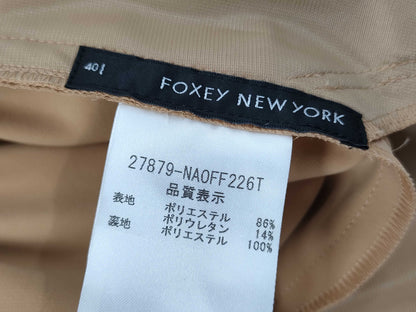 40
FOXEY NEW YORK
27879-NAOFF226T
品質表示
表地 ポリエステル 86%
ポリウレタン 14%
裏地 ポリエステル 100%